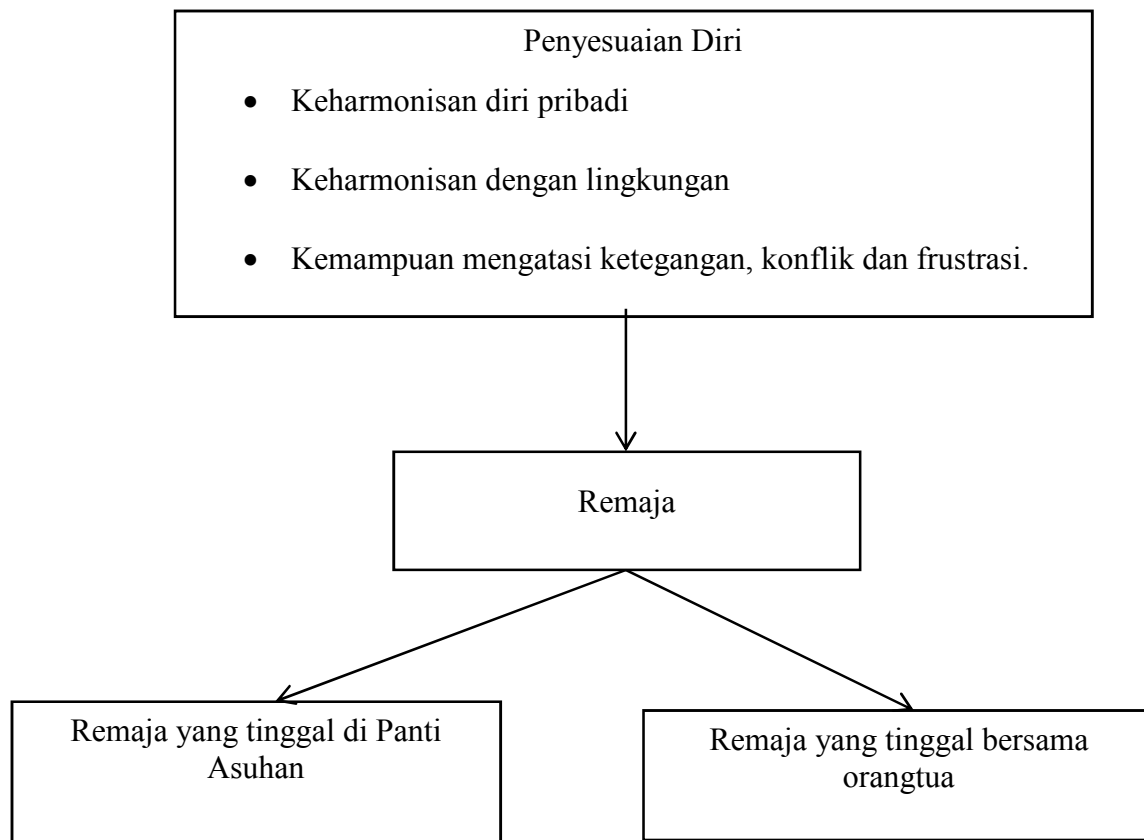 Penyesuaian Diri
• Keharmonisan diri pribadi
• Keharmonisan dengan lingkungan
• Kemampuan mengatasi ketegangan, konflik dan frustrasi.
Remaja
Remaja yang tinggal di Panti
Asuhan
Remaja yang tinggal bersama
orangtua